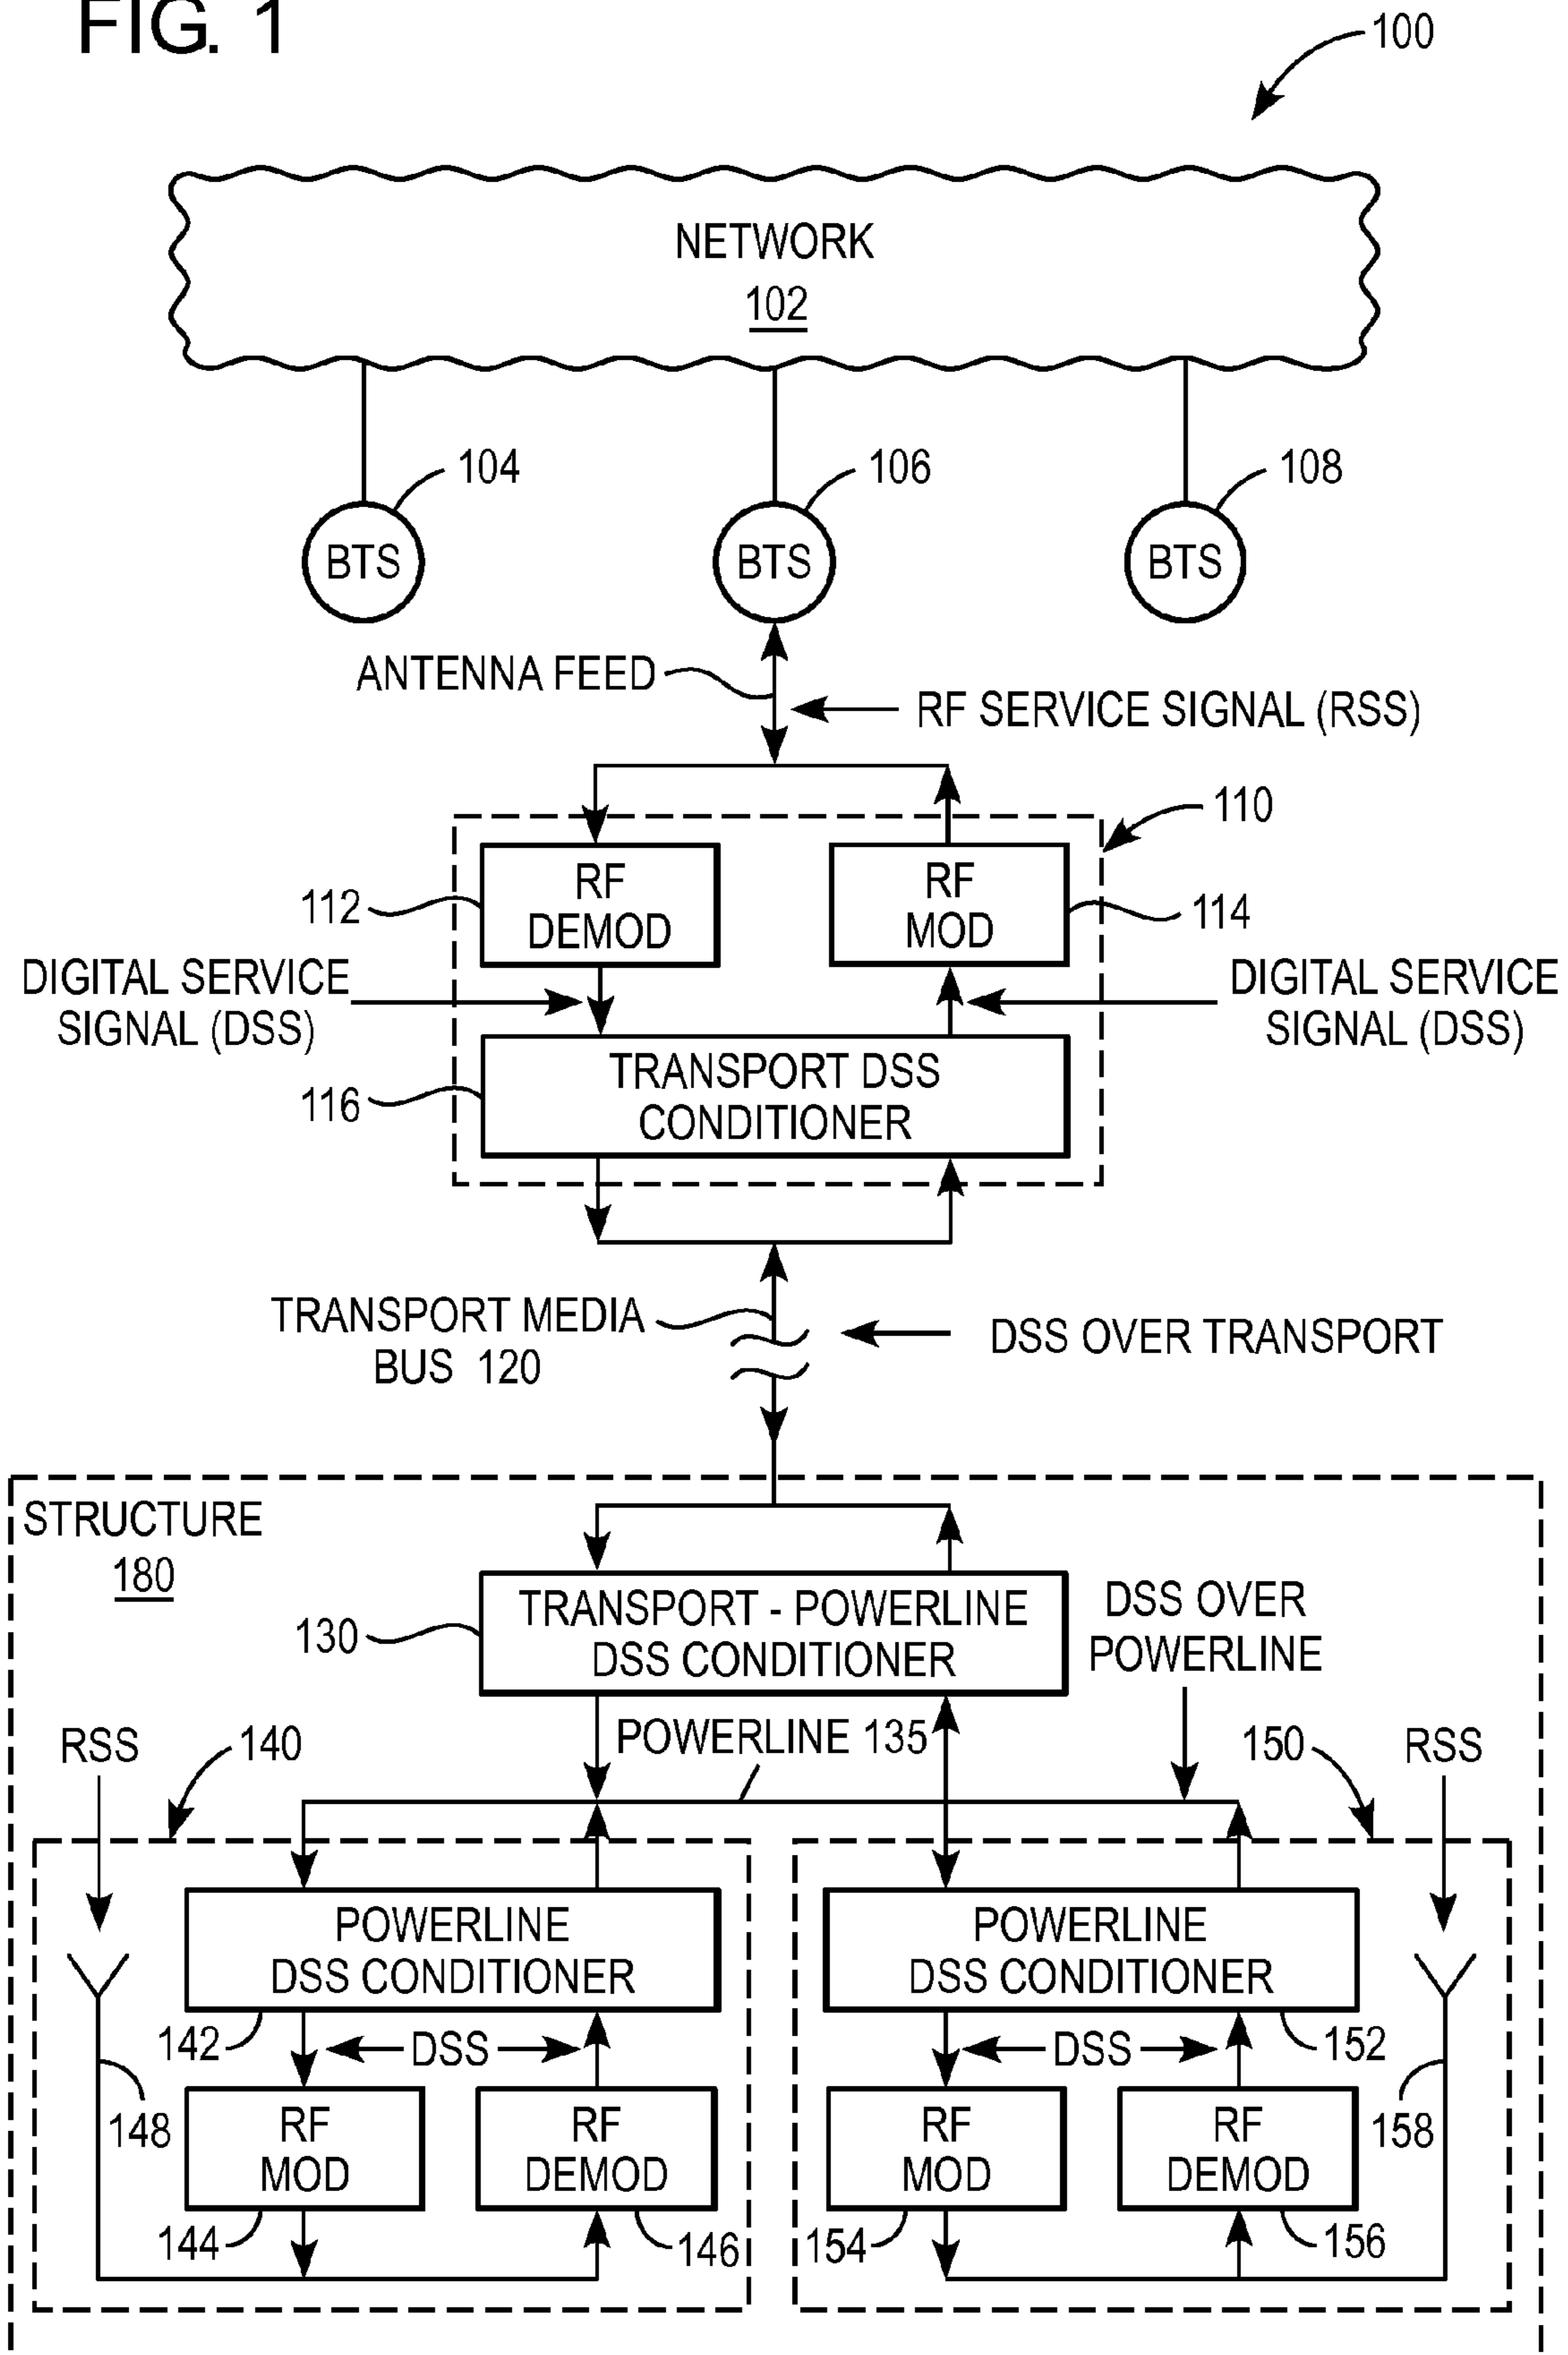 FIG. 1
100
NETWORK
102
104
106
108
BTS
BTS
BTS
ANTENNA FEED
RF SERVICE SIGNAL (RSS)
110
RF
DEMOD
RF
MOD
112
114
DIGITAL SERVICE
SIGNAL (DSS)
DIGITAL SERVICE
SIGNAL (DSS)
TRANSPORT DSS
CONDITIONER
116
TRANSPORT MEDIA
BUS 120
DSS OVER TRANSPORT
STRUCTURE
180
TRANSPORT - POWERLINE
DSS CONDITIONER
130
DSS OVER
POWERLINE
RSS
140
POWERLINE 135
150
RSS
POWERLINE
DSS CONDITIONER
POWERLINE
DSS CONDITIONER
142
DSS
DSS
152
148
RF
MOD
RF
DEMOD
RF
MOD
RF
DEMOD
158
144
146
154
156